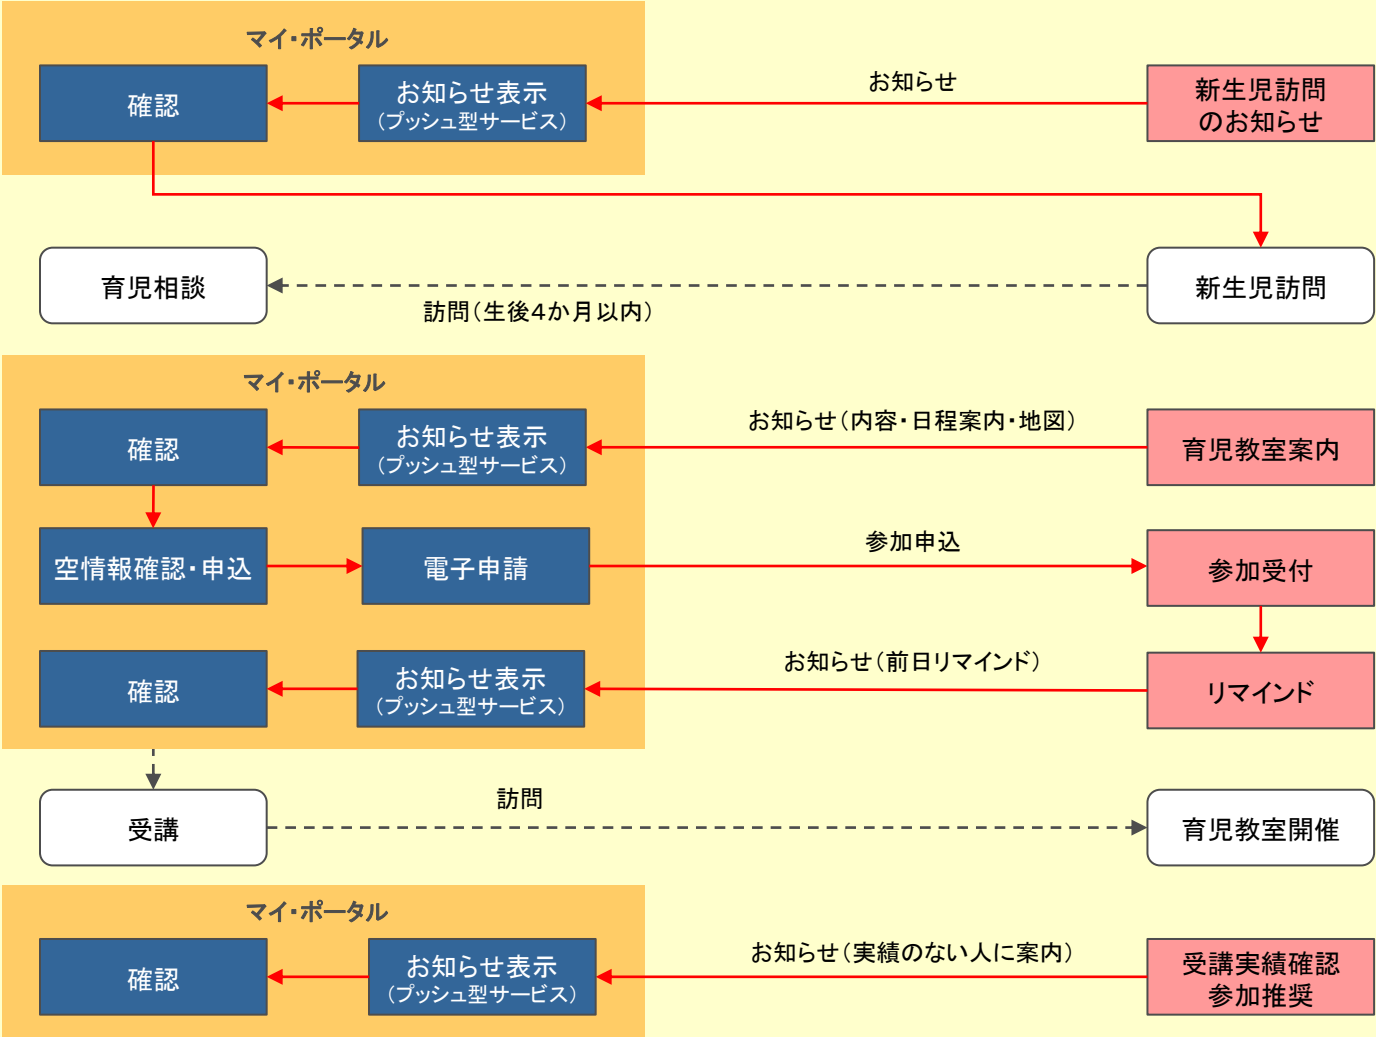 マイ・ポータル
確認
お知らせ表示
(プッシュ型サービス)
お知らせ
新生児訪問
のお知らせ
育児相談
訪問(生後4か月以内)
新生児訪問
マイ・ポータル
確認
お知らせ表示
(プッシュ型サービス)
お知らせ(内容・日程案内・地図)
育児教室案内
空情報確認・申込
電子申請
参加申込
参加受付
確認
お知らせ表示
(プッシュ型サービス)
お知らせ(前日リマインド)
リマインド
受講
訪問
育児教室開催
マイ・ポータル
確認
お知らせ表示
(プッシュ型サービス)
お知らせ(実績のない人に案内)
受講実績確認
参加推奨